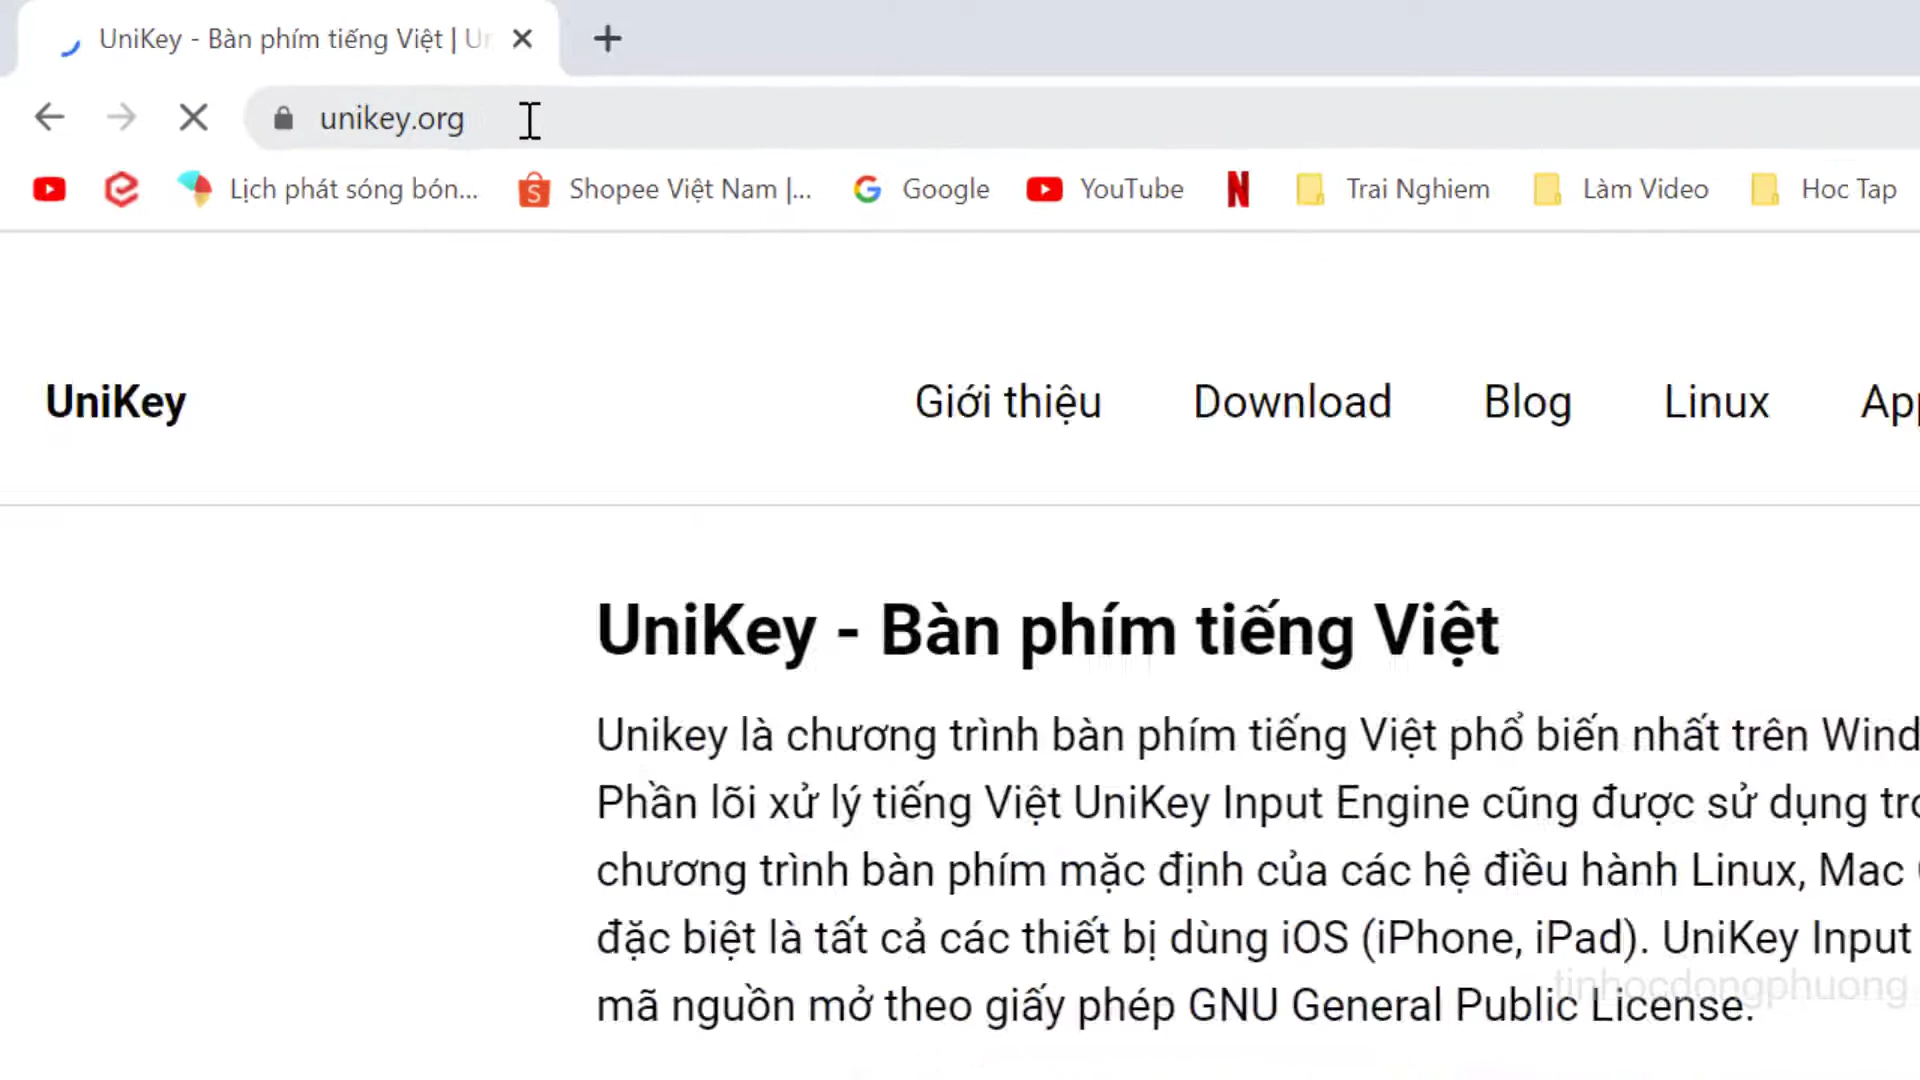 UniKey - Bàn phím tiếng Việt | Un
unikey.org
Lịch phát sóng bón... Shopee Việt Nam |... Google YouTube Trai Nghiem Làm Video Hoc Tap
UniKey Giới thiệu Download Blog Linux App
UniKey - Bàn phím tiếng Việt
Unikey là chương trình bàn phím tiếng Việt phổ biến nhất trên Wind
Phần lõi xử lý tiếng Việt UniKey Input Engine cũng được sử dụng tro
chương trình bàn phím mặc định của các hệ điều hành Linux, Mac
đặc biệt là tất cả các thiết bị dùng iOS (iPhone, iPad). UniKey Input
mã nguồn mở theo giấy phép GNU General Public License.
tinhocdongphuong